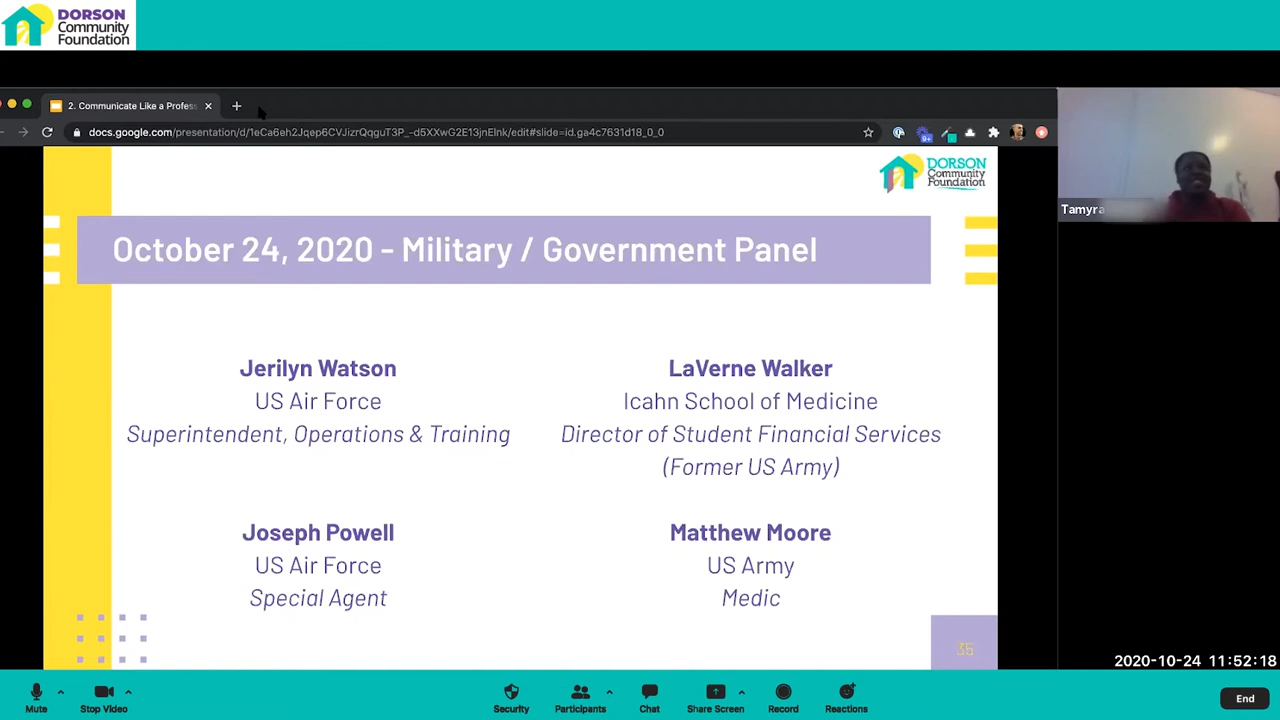 DORSON
Community
Foundation
2. Communicate Like a Profess
docs.google.com/presentation/d/1eCa6eh2Jqep6CVJizrQqguT3P_-d5XXwG2E13jnElnk/edit#slide=id.ga4c7631d18_0_0
9+
DORSON
Community
Foundation
October 24, 2020 - Military / Government Panel
Tamyra
Jerilyn Watson
US Air Force
Superintendent, Operations & Training
LaVerne Walker
Icahn School of Medicine
Director of Student Financial Services
(Former US Army)
Joseph Powell
US Air Force
Special Agent
Matthew Moore
US Army
Medic
35
2020-10-24 11:52:18
Mute
Stop Video
Security
Participants
Chat
Share Screen
Record
Reactions
End